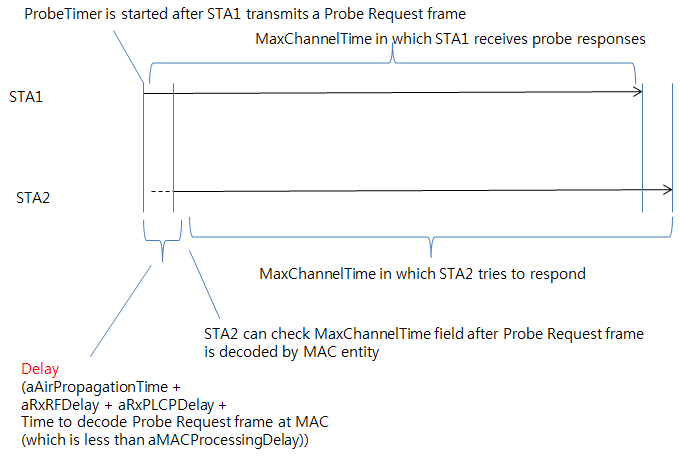 ProbeTimer is started after STA1 transmits a Probe Request frame
MaxChannelTime in which STA1 receives probe responses
STA1
STA2
MaxChannelTime in which STA2 tries to respond
STA2 can check MaxChannelTime field after Probe Request frame
is decoded by MAC entity
Delay
(aAirPropagationTime +
aRxRFDelay + aRxPLCPDelay +
Time to decode Probe Request frame at MAC
(which is less than aMACProcessingDelay))